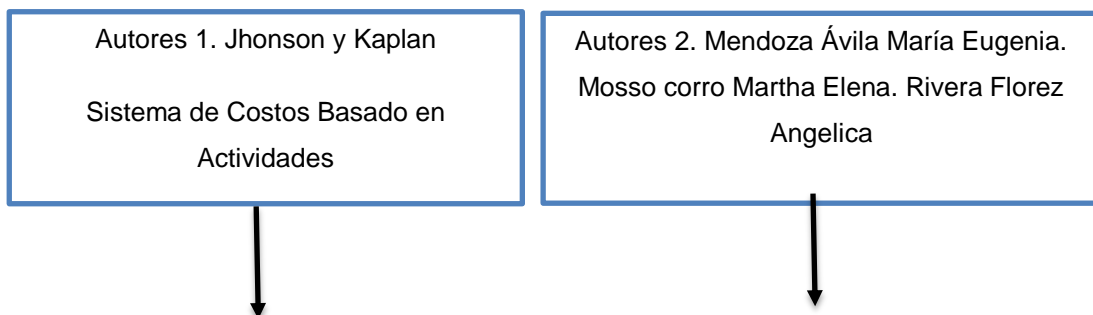 Autores 1. Jhonson y Kaplan
Sistema de Costos Basado en
Actividades
Autores 2. Mendoza Ávila María Eugenia.
Mosso corro Martha Elena. Rivera Florez
Angelica